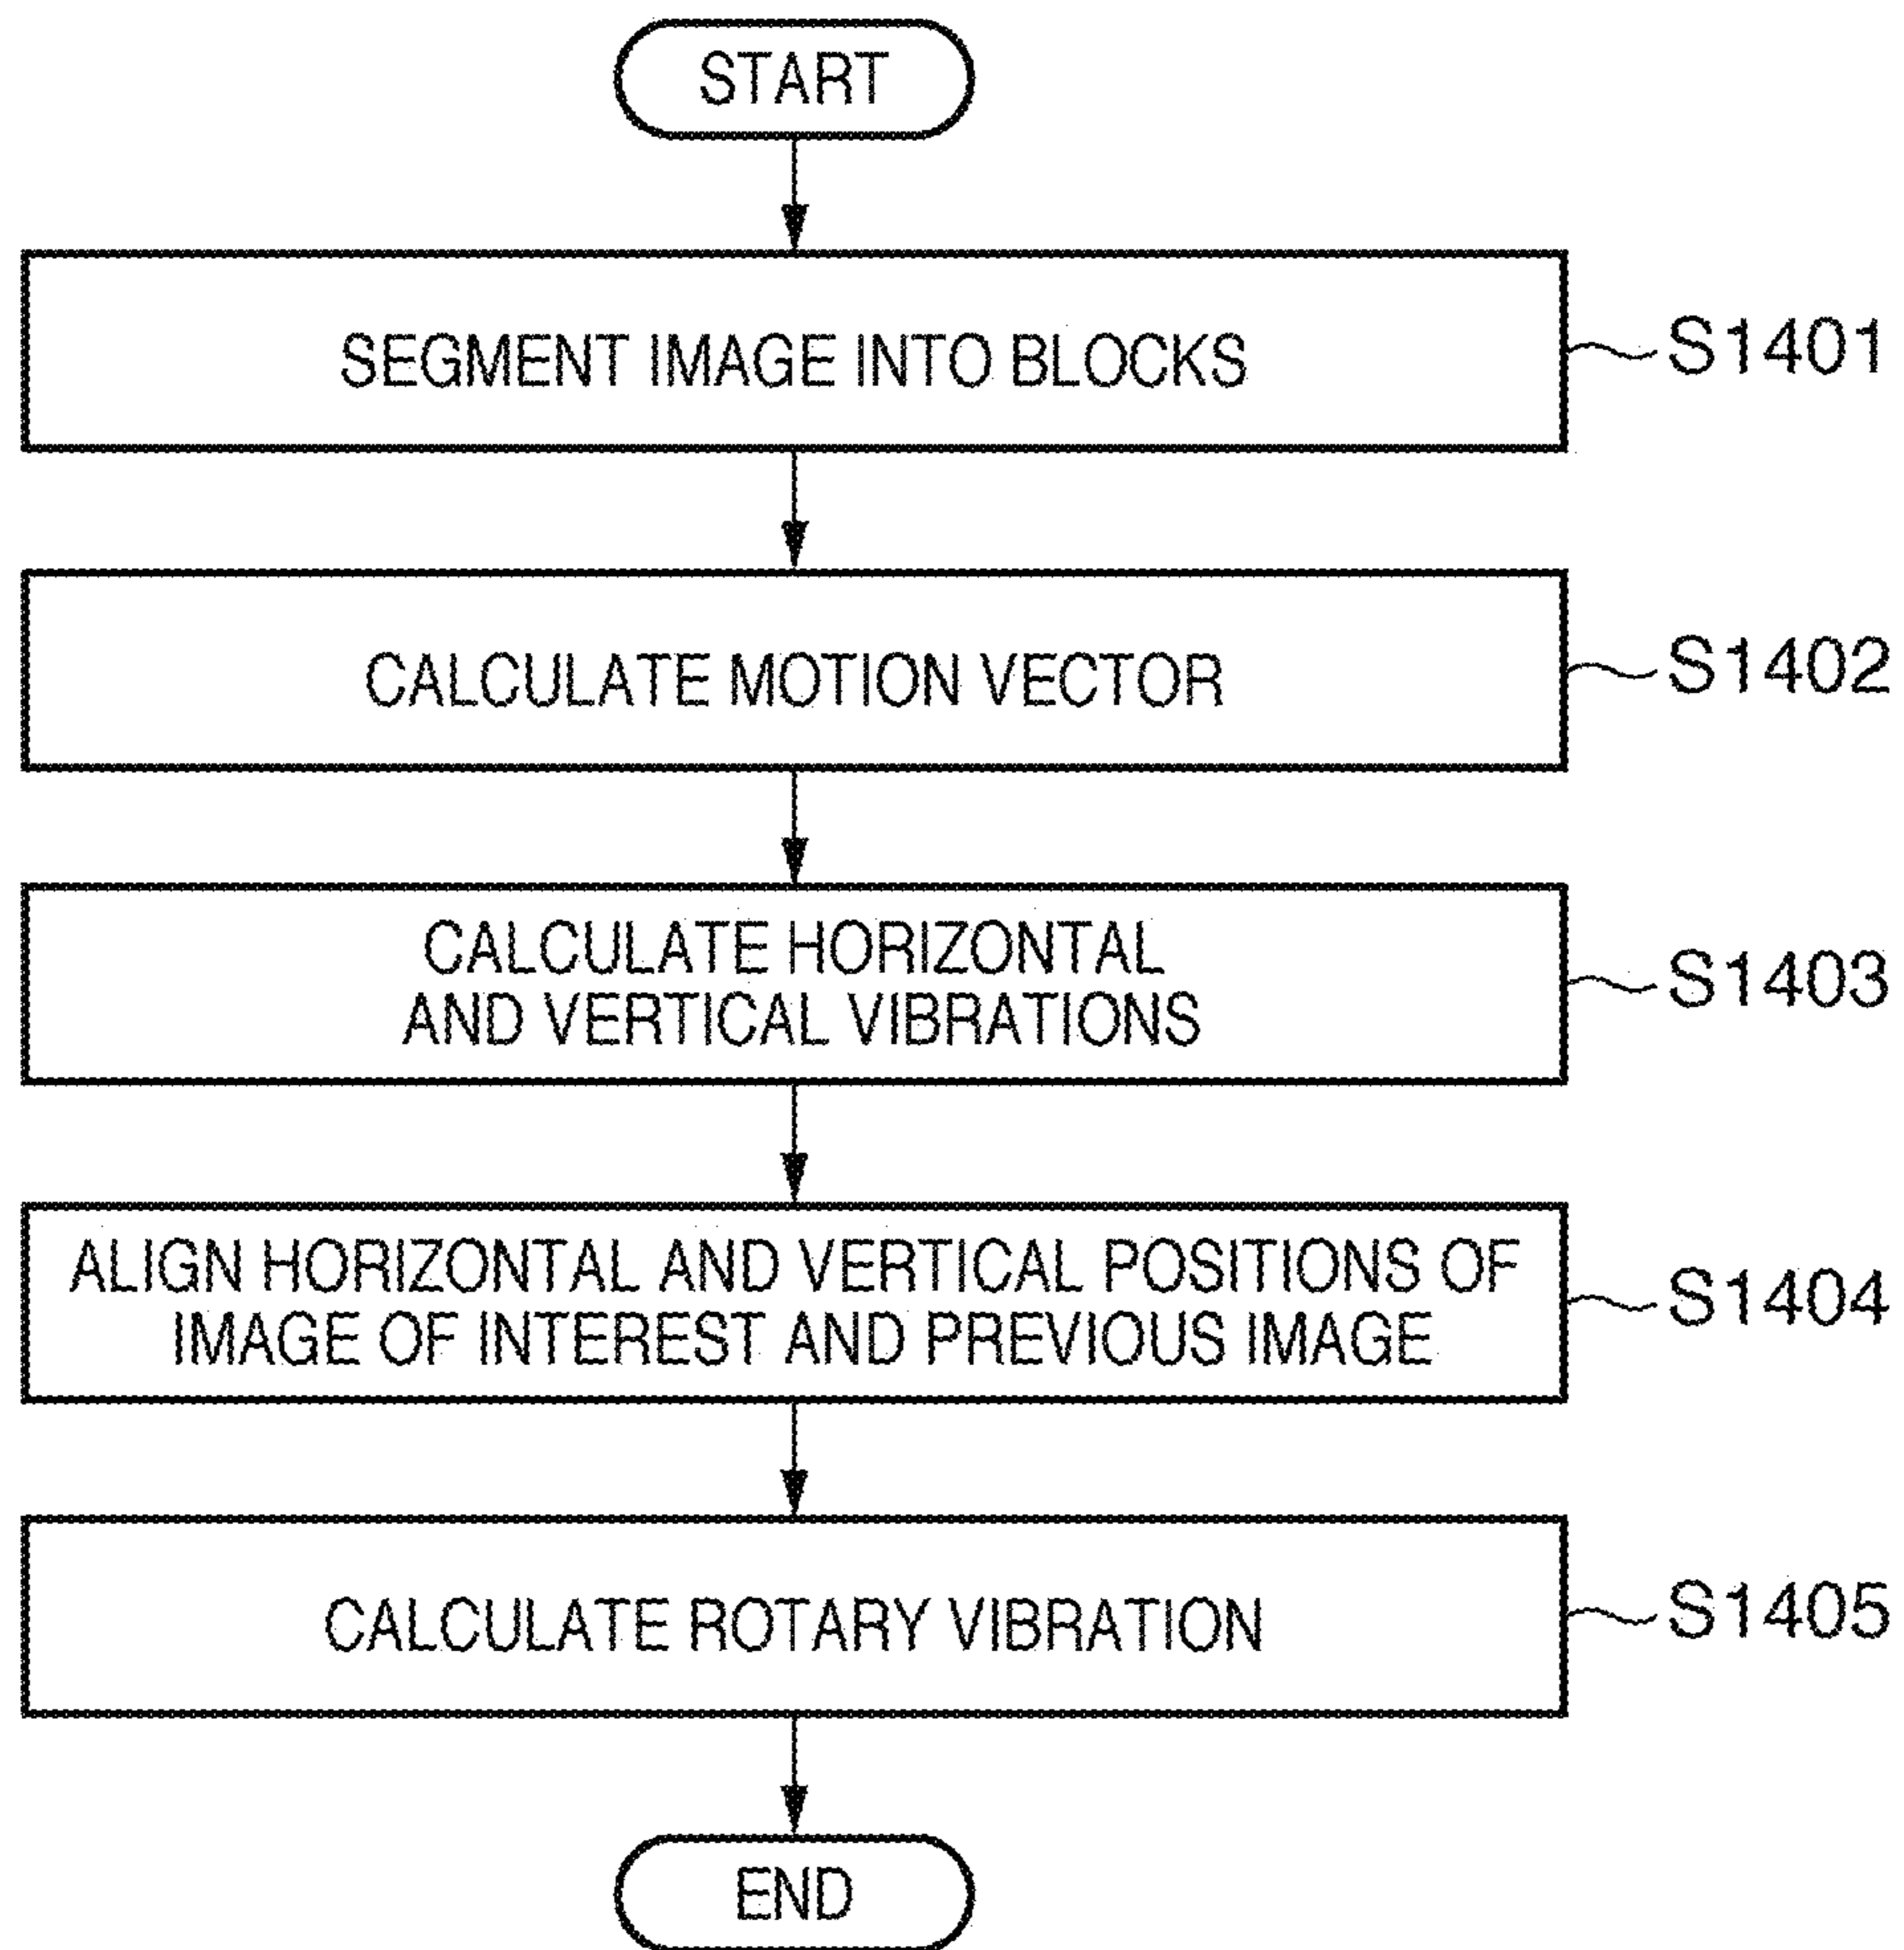 START
SEGMENT IMAGE INTO BLOCKS
S1401
CALCULATE MOTION VECTOR
S1402
CALCULATE HORIZONTAL
AND VERTICAL VIBRATIONS
S1403
ALIGN HORIZONTAL AND VERTICAL POSITIONS OF
IMAGE OF INTEREST AND PREVIOUS IMAGE
S1404
CALCULATE ROTARY VIBRATION
S1405
END